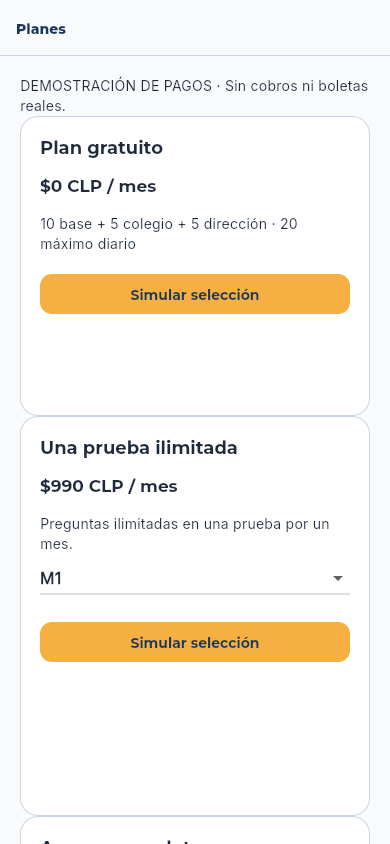 Planes
DEMOSTRACIÓN DE PAGOS · Sin cobros ni boletas
reales.
Plan gratuito
$0 CLP / mes
10 base + 5 colegio + 5 dirección · 20
máximo diario
Simular selección
Una prueba ilimitada
$990 CLP / mes
Preguntas ilimitadas en una prueba por un
mes.
M1
Simular selección